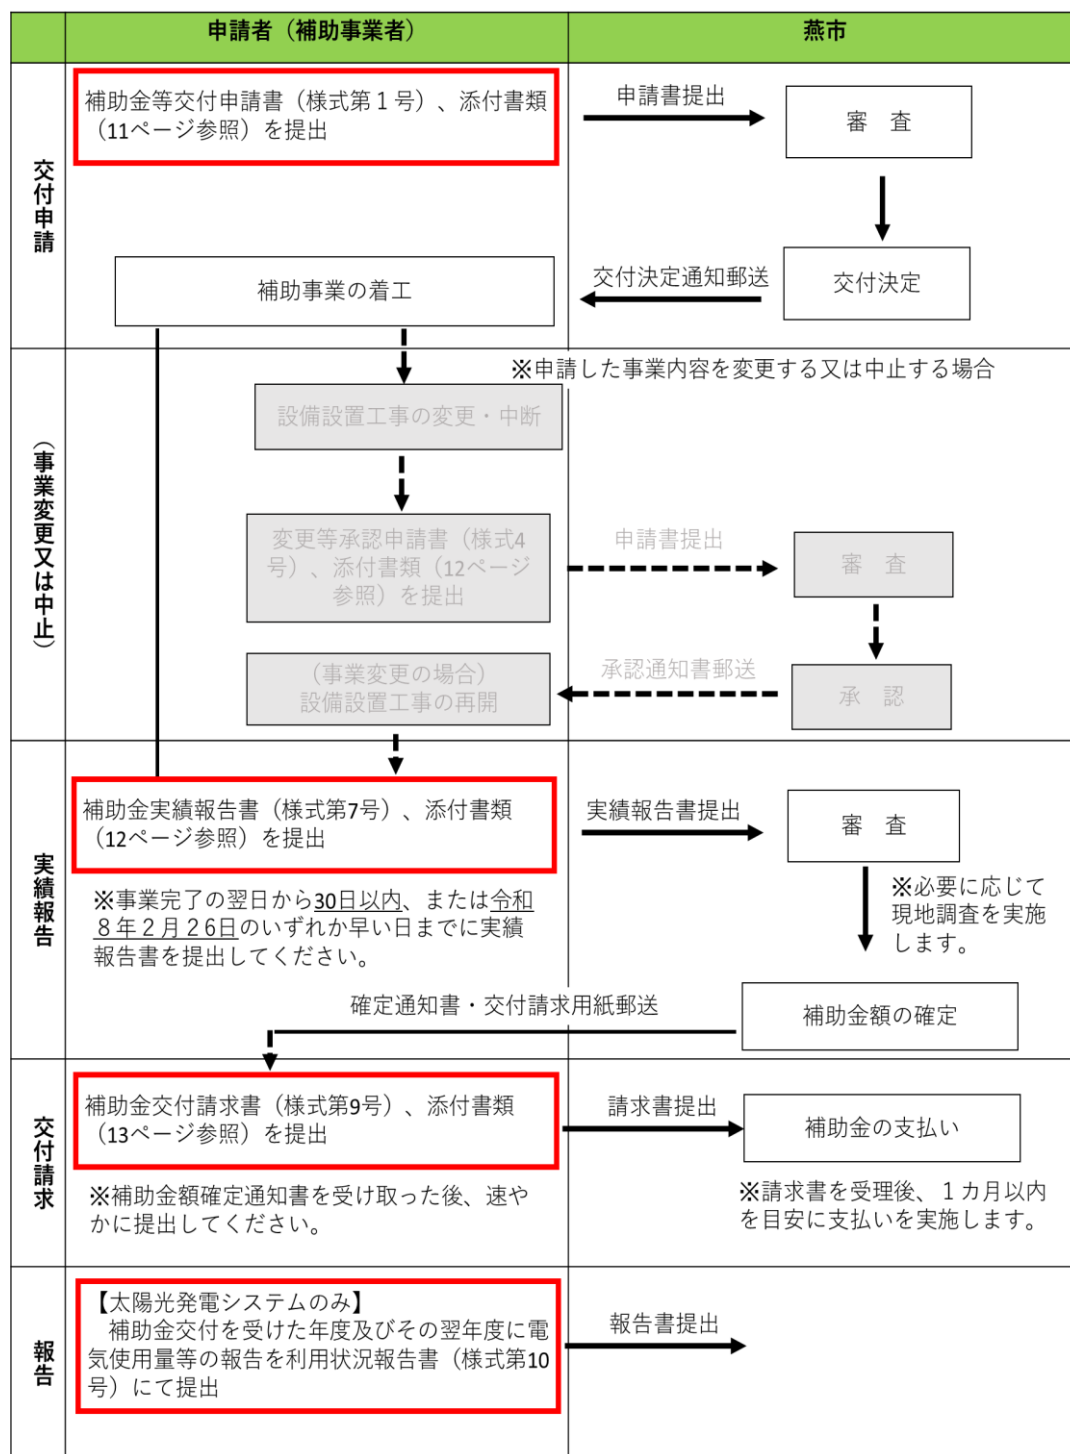 申請者（補助事業者）
燕市
交付申請
補助金等交付申請書（様式第１号）、添付書類
（11ページ参照）を提出
申請書提出
審　査
交付決定
交付決定通知郵送
補助事業の着工
（事業変更又は中止）
※申請した事業内容を変更する又は中止する場合
設備設置工事の変更・中断
変更等承認申請書（様式4
号）、添付書類（12ページ
参照）を提出
申請書提出
審　査
承　認
承認通知書郵送
（事業変更の場合）
設備設置工事の再開
実績報告
補助金実績報告書（様式第7号）、添付書類
（12ページ参照）を提出
実績報告書提出
審　査
※事業完了の翌日から30日以内、または令和
８年２月２6日のいずれか早い日までに実績
報告書を提出してください。
※必要に応じて
現地調査を実施
します。
補助金額の確定
確定通知書・交付請求用紙郵送
交付請求
補助金交付請求書（様式第9号）、添付書類
（13ページ参照）を提出
請求書提出
補助金の支払い
※補助金額確定通知書を受け取った後、速や
かに提出してください。
※請求書を受理後、１カ月以内
を目安に支払いを実施します。
報告
【太陽光発電システムのみ】
　補助金交付を受けた年度及びその翌年度に電
気使用量等の報告を利用状況報告書（様式第10
号）にて提出
報告書提出